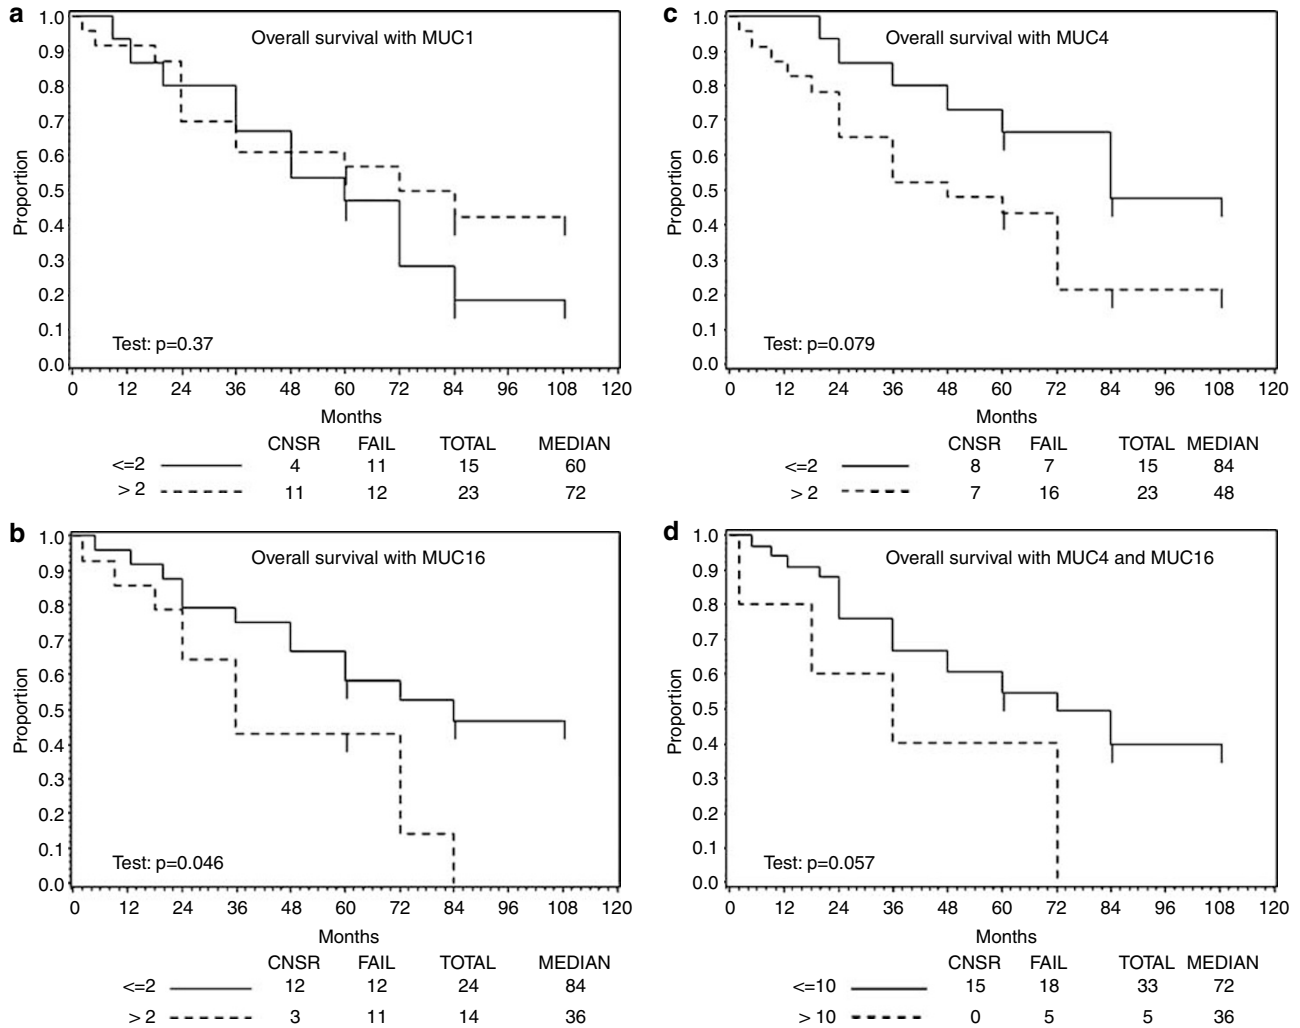 a
Overall survival with MUC1
Proportion
1.0
0.9
0.8
0.7
0.6
0.5
0.4
0.3
0.2
0.1
0.0
Test: p=0.37
0 12 24 36 48 60 72 84 96 108 120
Months
CNSR FAIL TOTAL MEDIAN
<=2 4 11 15 60
> 2 11 12 23 72
b
Overall survival with MUC16
Proportion
1.0
0.9
0.8
0.7
0.6
0.5
0.4
0.3
0.2
0.1
0.0
Test: p=0.046
0 12 24 36 48 60 72 84 96 108 120
Months
CNSR FAIL TOTAL MEDIAN
<=2 12 12 24 84
> 2 3 11 14 36
c
Overall survival with MUC4
Proportion
1.0
0.9
0.8
0.7
0.6
0.5
0.4
0.3
0.2
0.1
0.0
Test: p=0.079
0 12 24 36 48 60 72 84 96 108 120
Months
CNSR FAIL TOTAL MEDIAN
<=2 8 7 15 84
> 2 7 16 23 48
d
Overall survival with MUC4 and MUC16
Proportion
1.0
0.9
0.8
0.7
0.6
0.5
0.4
0.3
0.2
0.1
0.0
Test: p=0.057
0 12 24 36 48 60 72 84 96 108 120
Months
CNSR FAIL TOTAL MEDIAN
<=10 15 18 33 72
> 10 0 5 5 36